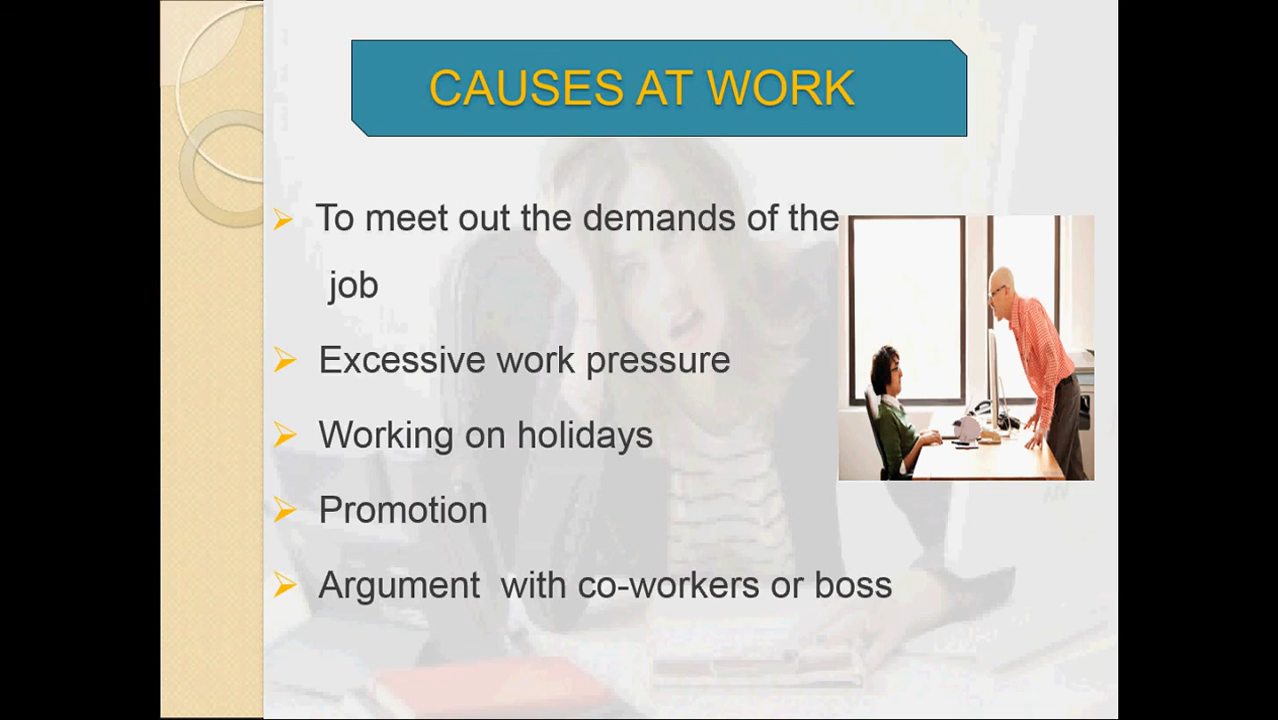 CAUSES AT WORK
To meet out the demands of the
job
Excessive work pressure
Working on holidays
Promotion
Argument  with co-workers or boss